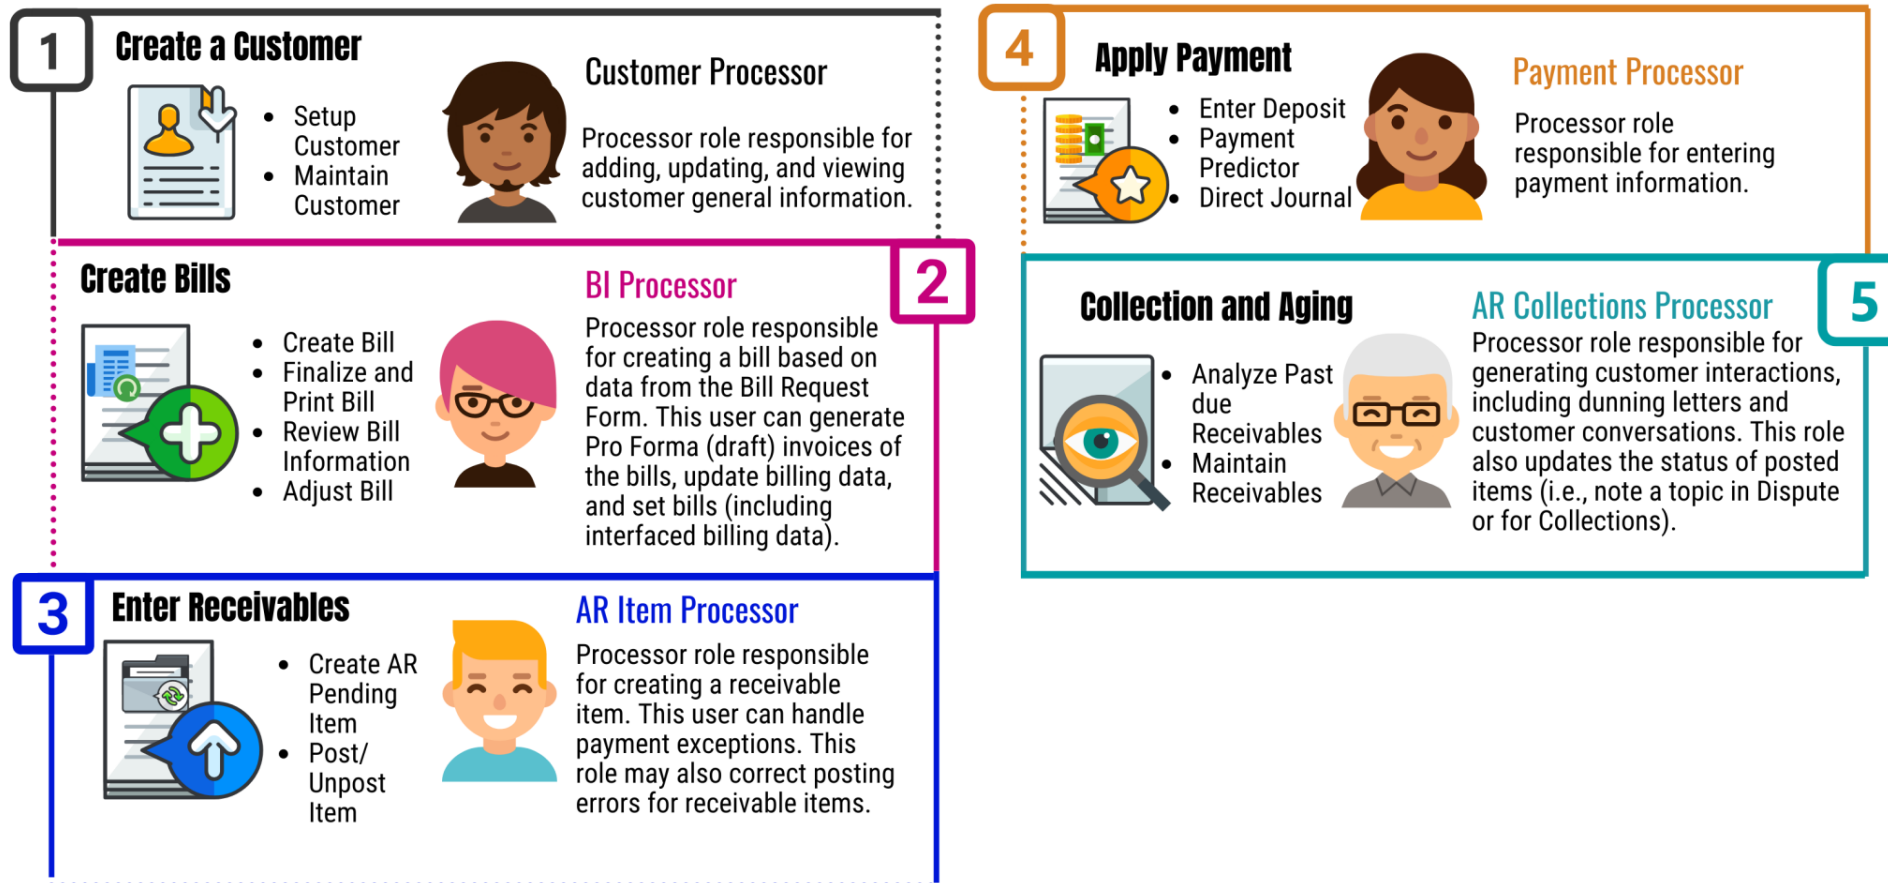 1
Create a Customer
• Setup
Customer
• Maintain
Customer
Customer Processor
Processor role responsible for
adding, updating, and viewing
customer general information.
2
Create Bills
• Create Bill
• Finalize and
Print Bill
• Review Bill
Information
• Adjust Bill
BI Processor
Processor role responsible
for creating a bill based on
data from the Bill Request
Form. This user can generate
Pro Forma (draft) invoices of
the bills, update billing data,
and set bills (including
interfaced billing data).
3
Enter Receivables
• Create AR
Pending
Item
• Post/
Unpost
Item
AR Item Processor
Processor role responsible
for creating a receivable
item. This user can handle
payment exceptions. This
role may also correct posting
errors for receivable items.
4
Apply Payment
• Enter Deposit
• Payment
Predictor
• Direct Journal
Payment Processor
Processor role
responsible for entering
payment information.
5
Collection and Aging
• Analyze Past
due
Receivables
• Maintain
Receivables
AR Collections Processor
Processor role responsible for
generating customer interactions,
including dunning letters and
customer conversations. This role
also updates the status of posted
items (i.e., note a topic in Dispute
or for Collections).